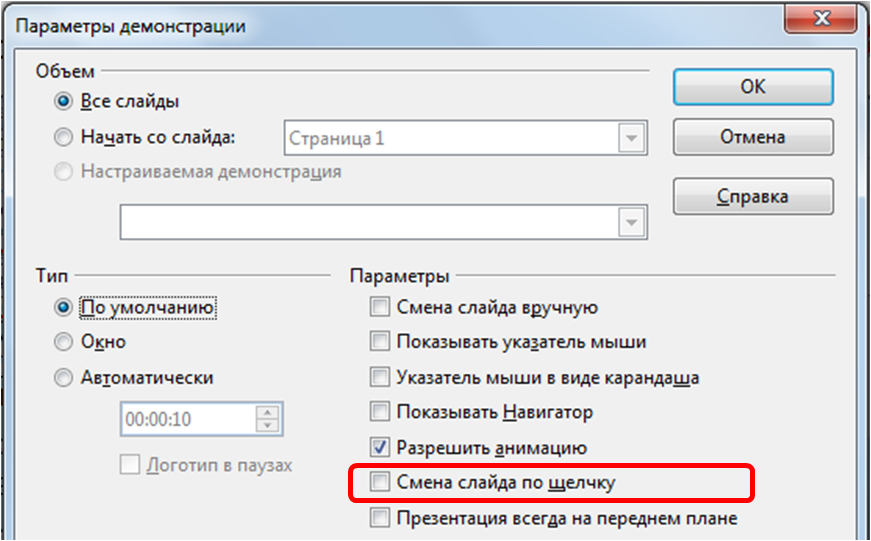 Параметры демонстрации
Объем
Все слайды
Начать со слайда: Страница 1
Настраиваемая демонстрация
OK
Отмена
Справка
Тип
По умолчанию
Окно
Автоматически
00:00:10
Логотип в паузах
Параметры
Смена слайда вручную
Показывать указатель мыши
Указатель мыши в виде карандаша
Показывать Навигатор
Разрешить анимацию
Смена слайда по щелчку
Презентация всегда на переднем плане